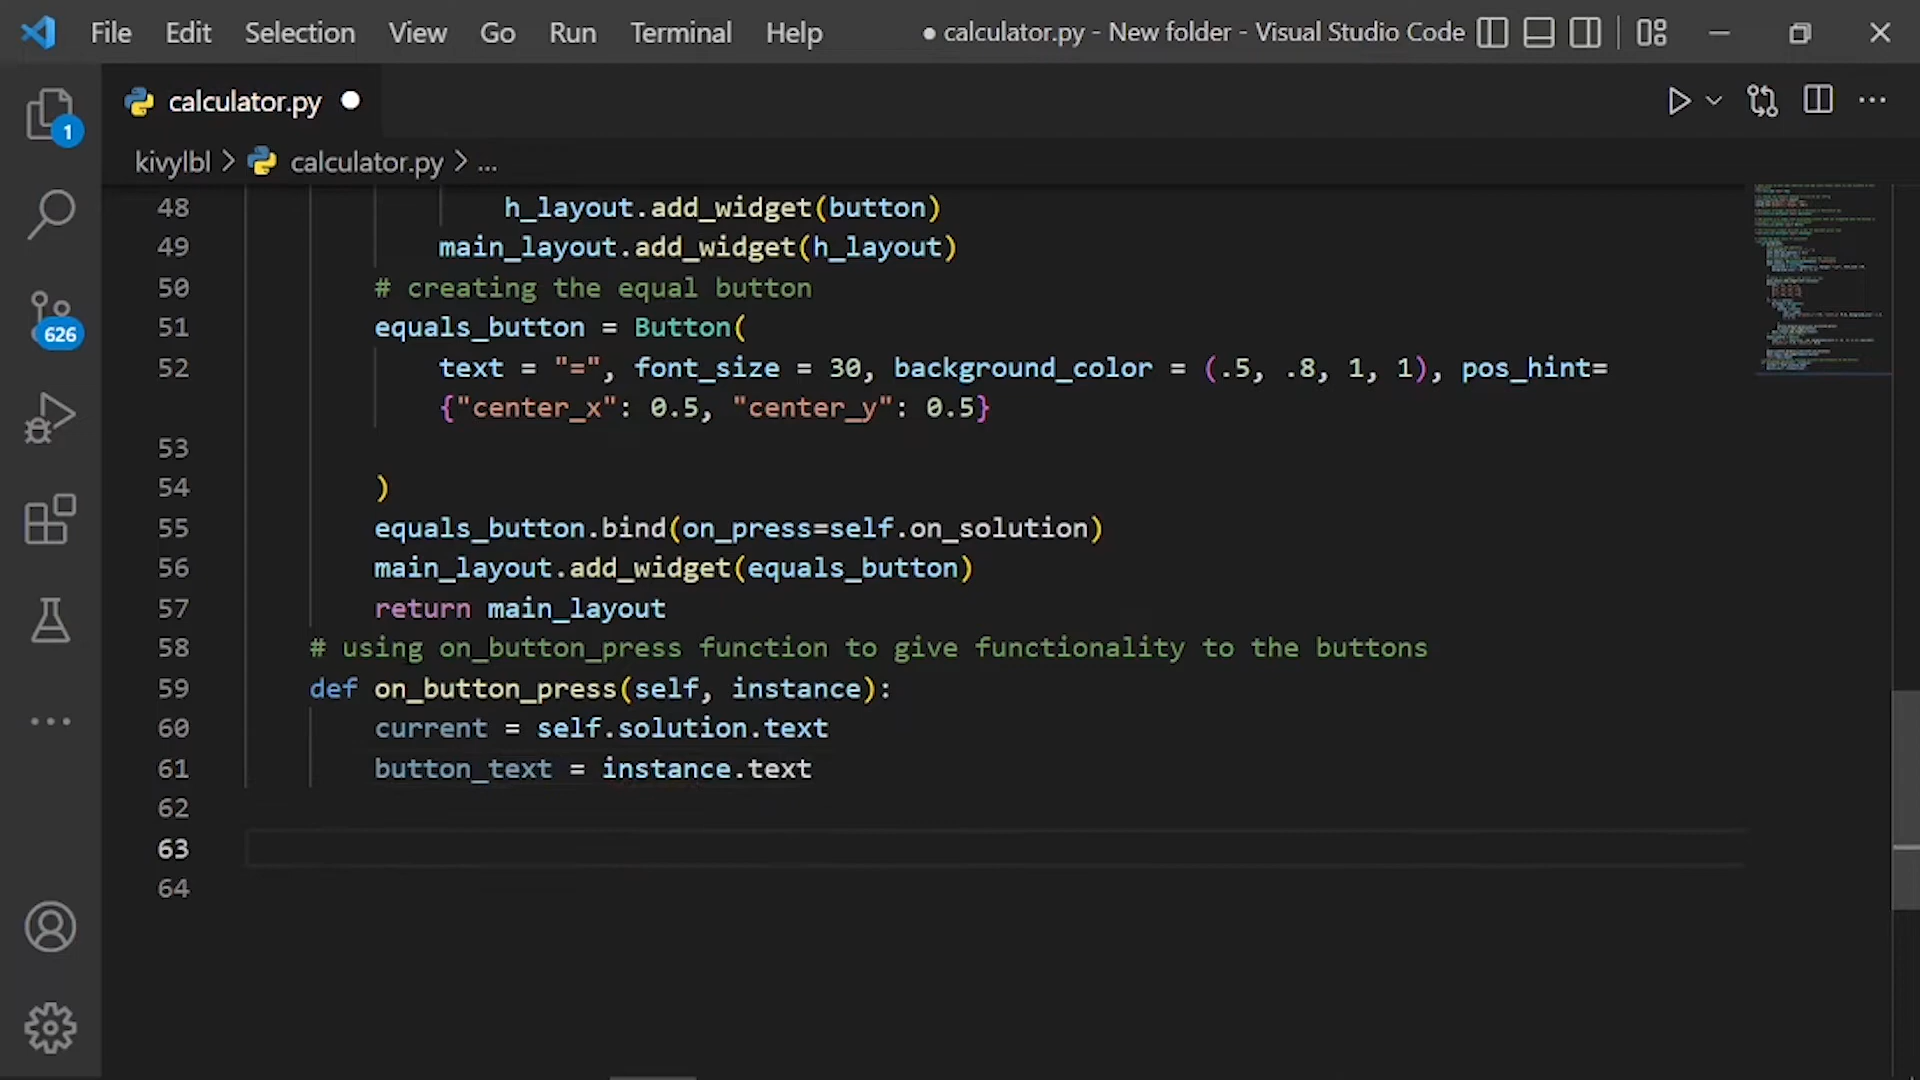 File Edit Selection View Go Run Terminal Help ● calculator.py - New folder - Visual Studio Code
calculator.py
kivylbl > calculator.py > ...
1
626
48 h_layout.add_widget(button)
49 main_layout.add_widget(h_layout)
50 # creating the equal button
51 equals_button = Button(
52 text = "=", font_size = 30, background_color = (.5, .8, 1, 1), pos_hint=
{"center_x": 0.5, "center_y": 0.5}
53
54 )
55 equals_button.bind(on_press=self.on_solution)
56 main_layout.add_widget(equals_button)
57 return main_layout
58 # using on_button_press function to give functionality to the buttons
59 def on_button_press(self, instance):
60 current = self.solution.text
61 button_text = instance.text
62
63
64